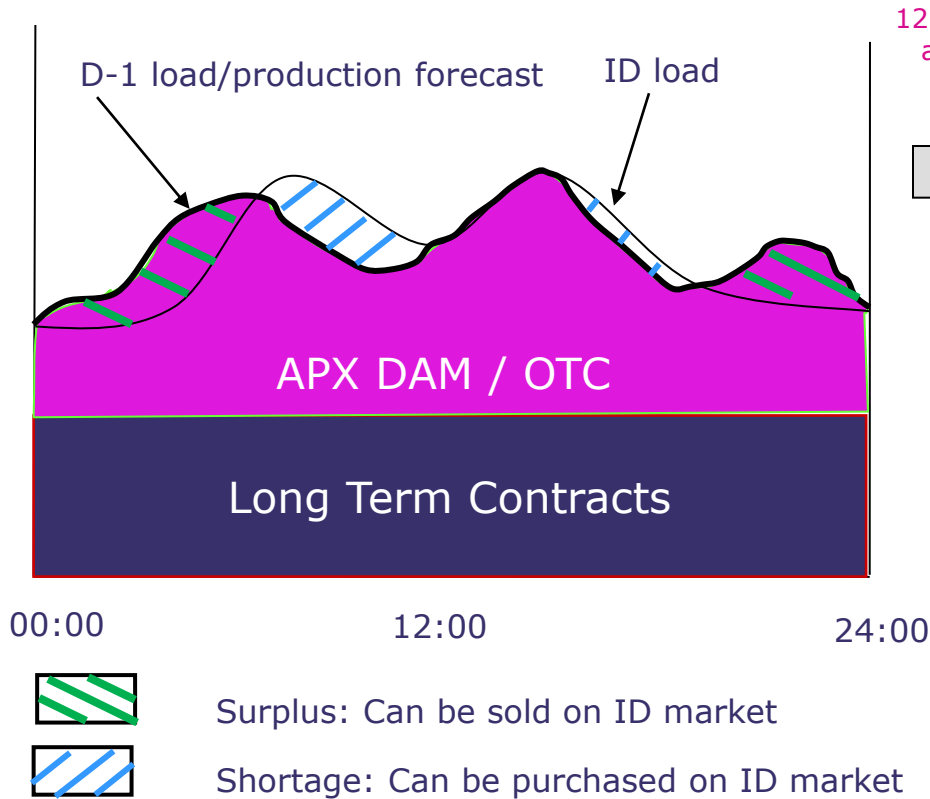 12
a
D-1 load/production forecast
ID load
APX DAM / OTC
Long Term Contracts
00:00
12:00
24:00
Surplus: Can be sold on ID market
Shortage: Can be purchased on ID market